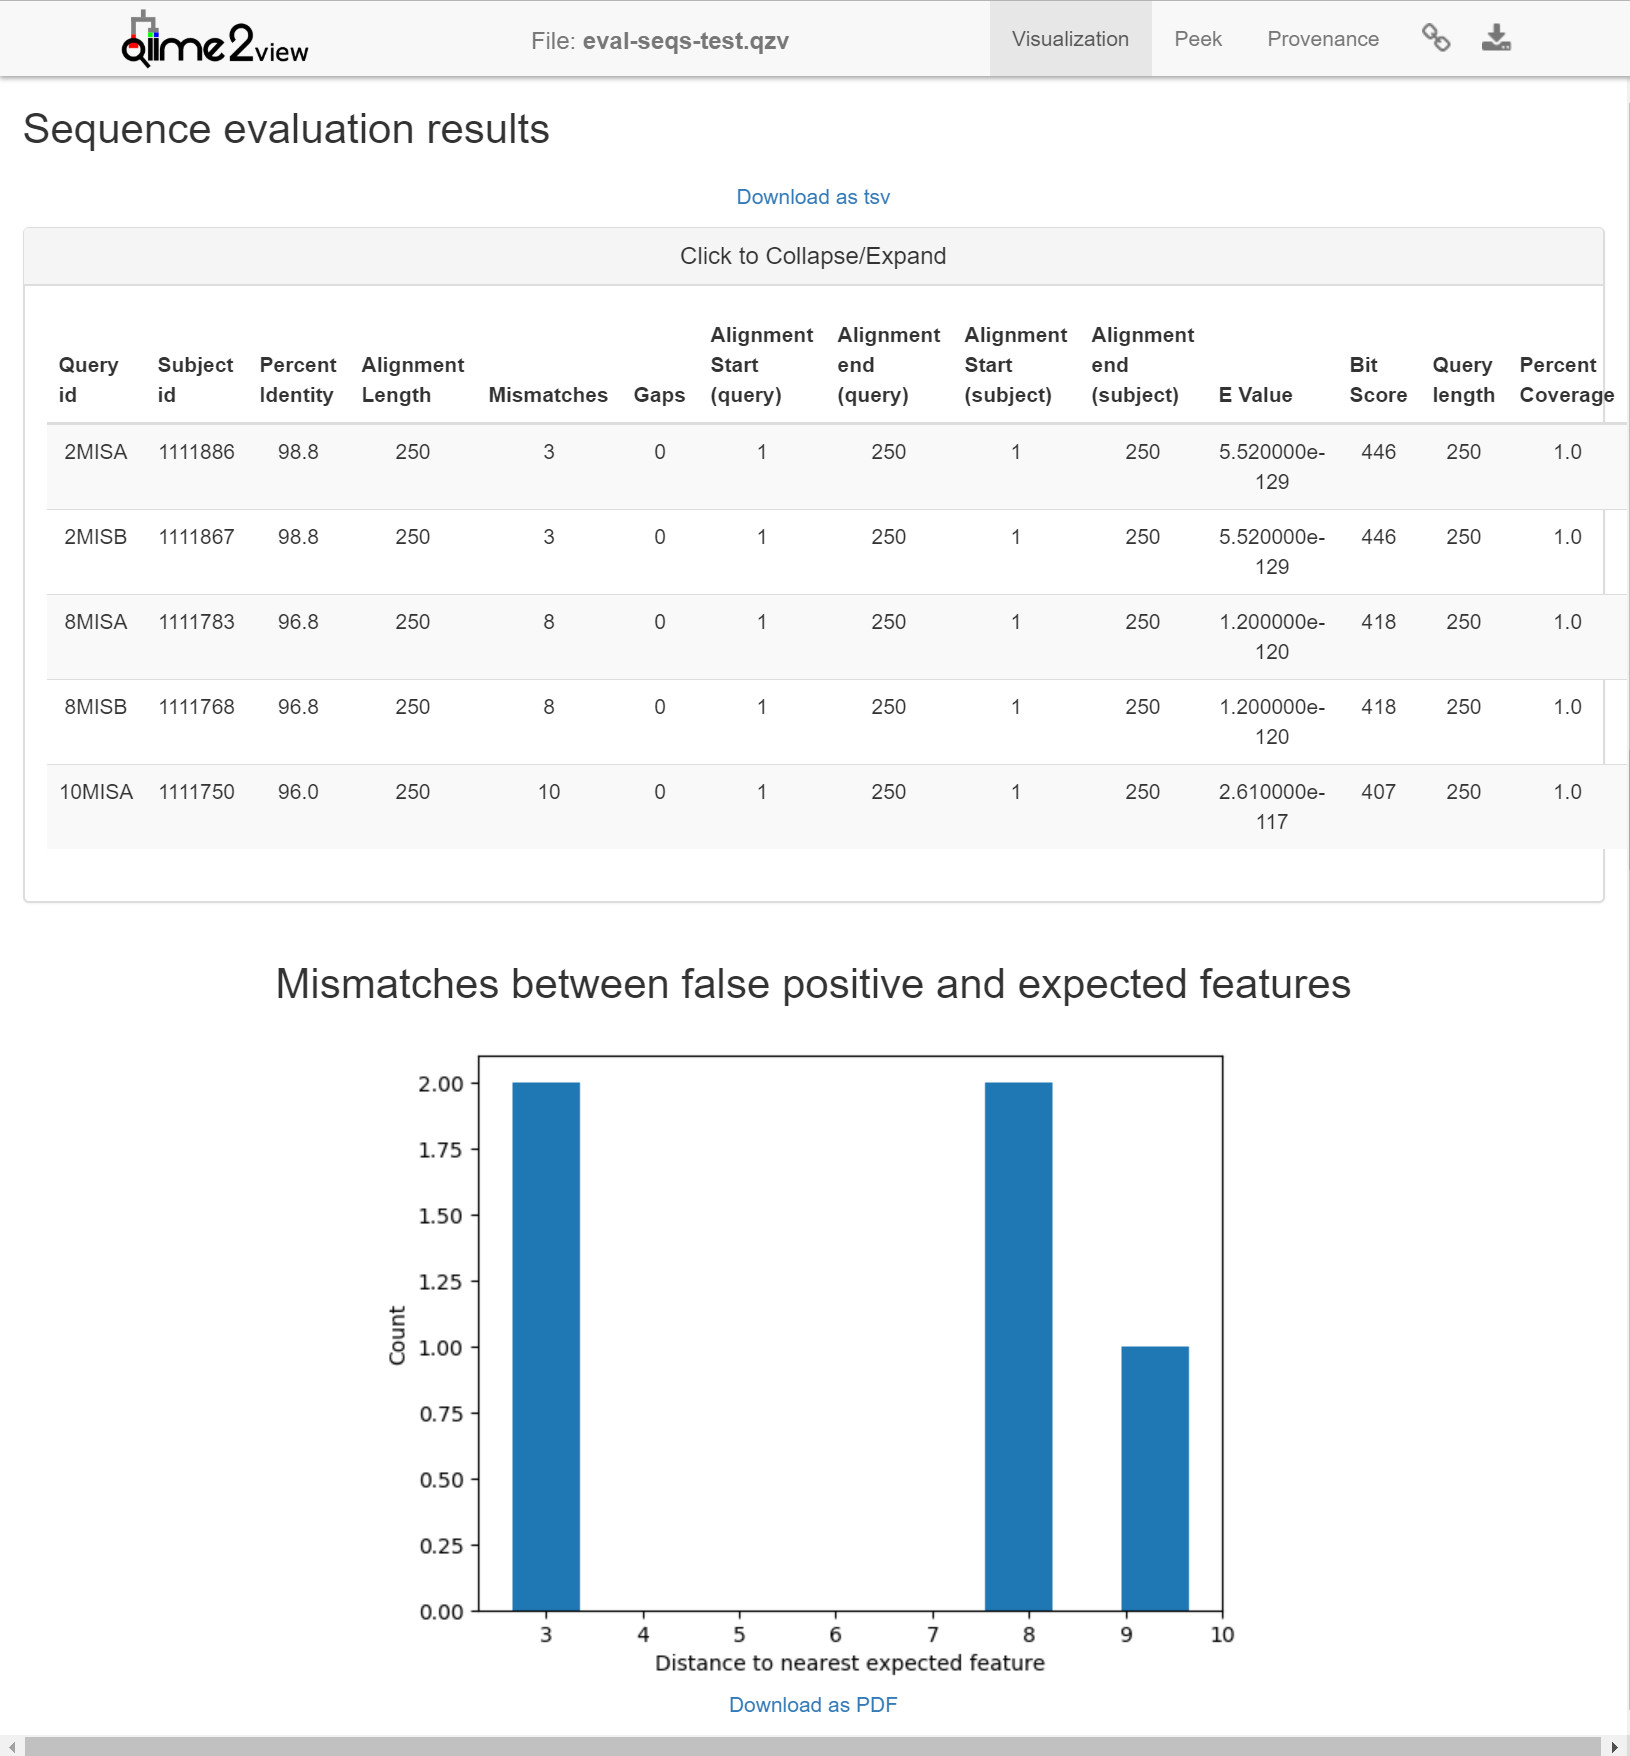 qiime2view File: eval-seqs-test.qzv Visualization Peek Provenance
Sequence evaluation results
Download as tsv
Click to Collapse/Expand
Query id Subject id Percent Identity Alignment Length Mismatches Gaps Alignment Start (query) Alignment end (query) Alignment Start (subject) Alignment end (subject) E Value Bit Score Query length Percent Coverage
2MISA 1111886 98.8 250 3 0 1 250 1 250 5.520000e-129 446 250 1.0
2MISB 1111867 98.8 250 3 0 1 250 1 250 5.520000e-129 446 250 1.0
8MISA 1111783 96.8 250 8 0 1 250 1 250 1.200000e-120 418 250 1.0
8MISB 1111768 96.8 250 8 0 1 250 1 250 1.200000e-120 418 250 1.0
10MISA 1111750 96.0 250 10 0 1 250 1 250 2.610000e-117 407 250 1.0
Mismatches between false positive and expected features
2.00
1.75
1.50
1.25
1.00
0.75
0.50
0.25
0.00
Count
3 4 5 6 7 8 9 10
Distance to nearest expected feature
Download as PDF